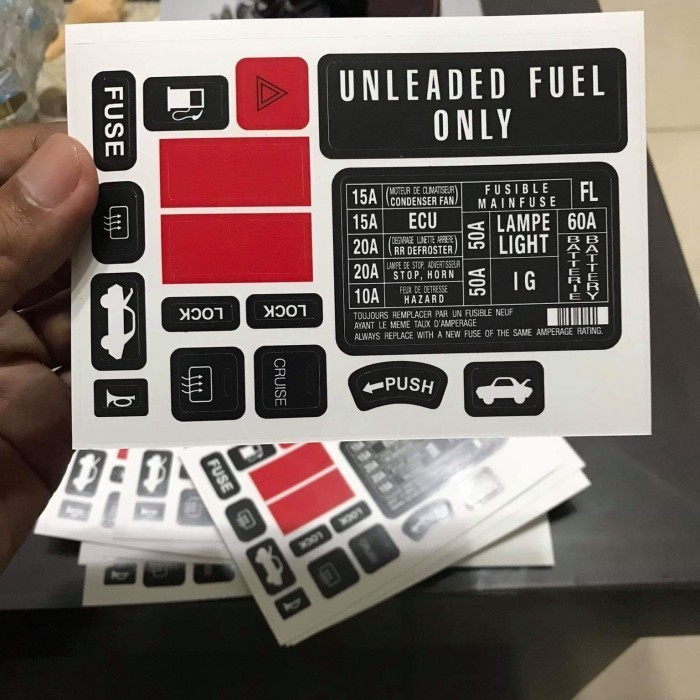 FUSE
UNLEADED FUEL
ONLY
15A (MOTEUR DE CLIMATISEUR) FUSIBLE FL
(CONDENSER FAN) MAINFUSE
15A ECU 50A LAMPE 60A
LIGHT
20A (DEGIVRAGE LUNETTE ARRIERE) BATTERIE BATTERY
(RR DEFROSTER)
20A LAMPE DE STOP, ADVERTISSEUR 50A IG
STOP, HORN
10A FEUX DE DETRESSE
HAZARD
TOUJOURS REMPLACER PAR UN FUSIBLE NEUF
AYANT LE MEME TAUX D'AMPERAGE
ALWAYS REPLACE WITH A NEW FUSE OF THE SAME AMPERAGE RATING.
LOCK LOCK
CRUISE
←PUSH
FUSE
LOCK
LOCK